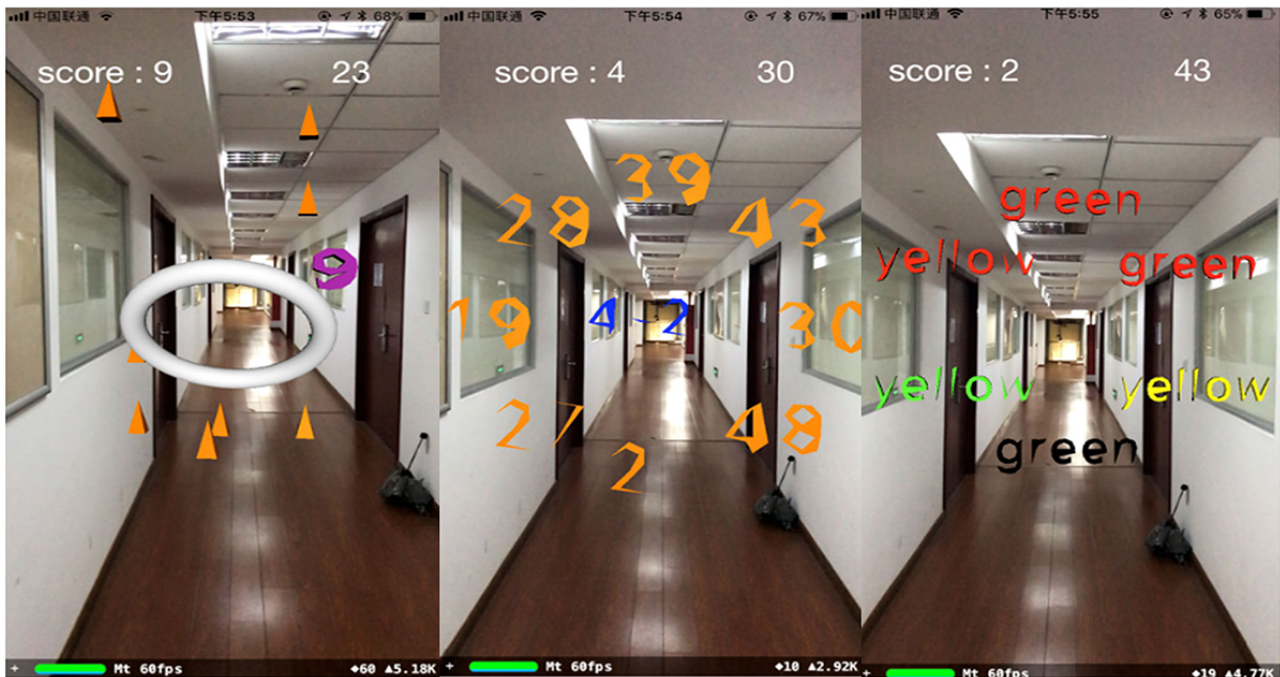 中国联通 下午5:53 68%
score : 9 23
9
Mt 60fps ◆60 ▲5.18K
中国联通 下午5:54 67%
score : 4 30
39
28 43
19 4-2 30
27 48
2
Mt 60fps ◆10 ▲2.92K
中国联通 下午5:55 65%
score : 2 43
green
yellow green
yellow yellow
green
Mt 60fps ◆19 ▲4.77K